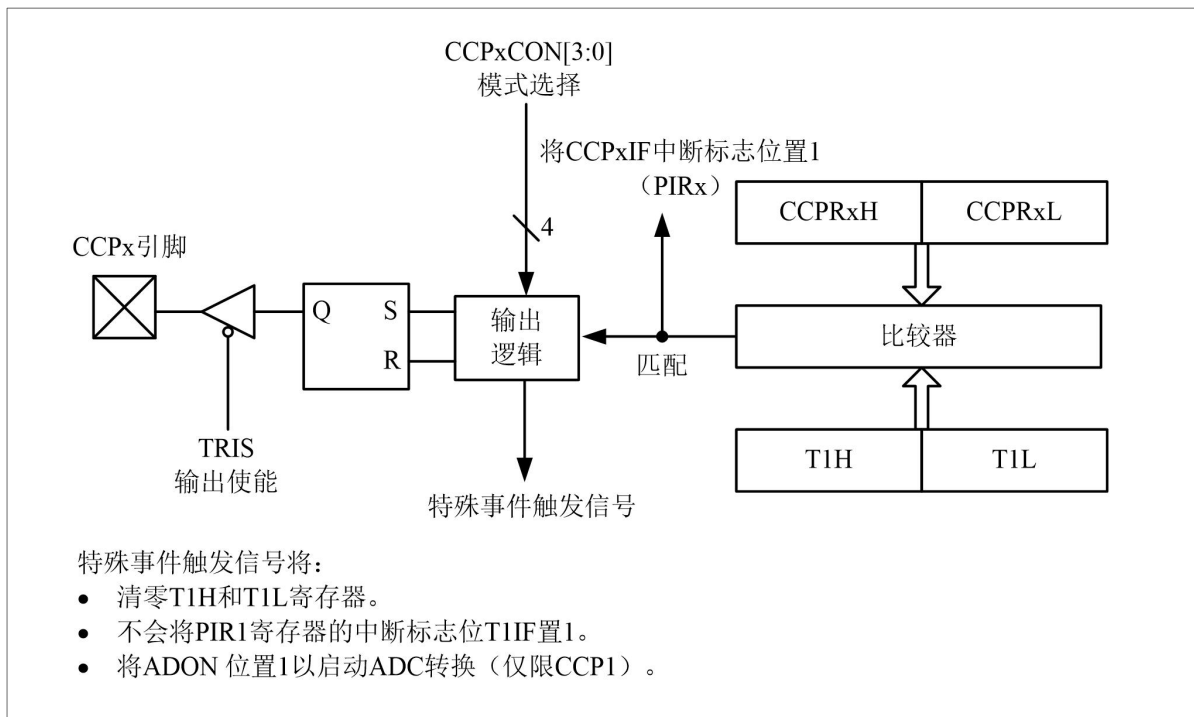 CCPxCON[3:0]
模式选择
将CCPxIF中断标志位置1
（PIRx）
4
CCPRxH
CCPRxL
CCPx引脚
Q
S
R
输出
逻辑
匹配
比较器
TRIS
输出使能
T1H
T1L
特殊事件触发信号
特殊事件触发信号将：
• 清零T1H和T1L寄存器。
• 不会将PIR1寄存器的中断标志位T1IF置1。
• 将ADON 位置1以启动ADC转换（仅限CCP1）。